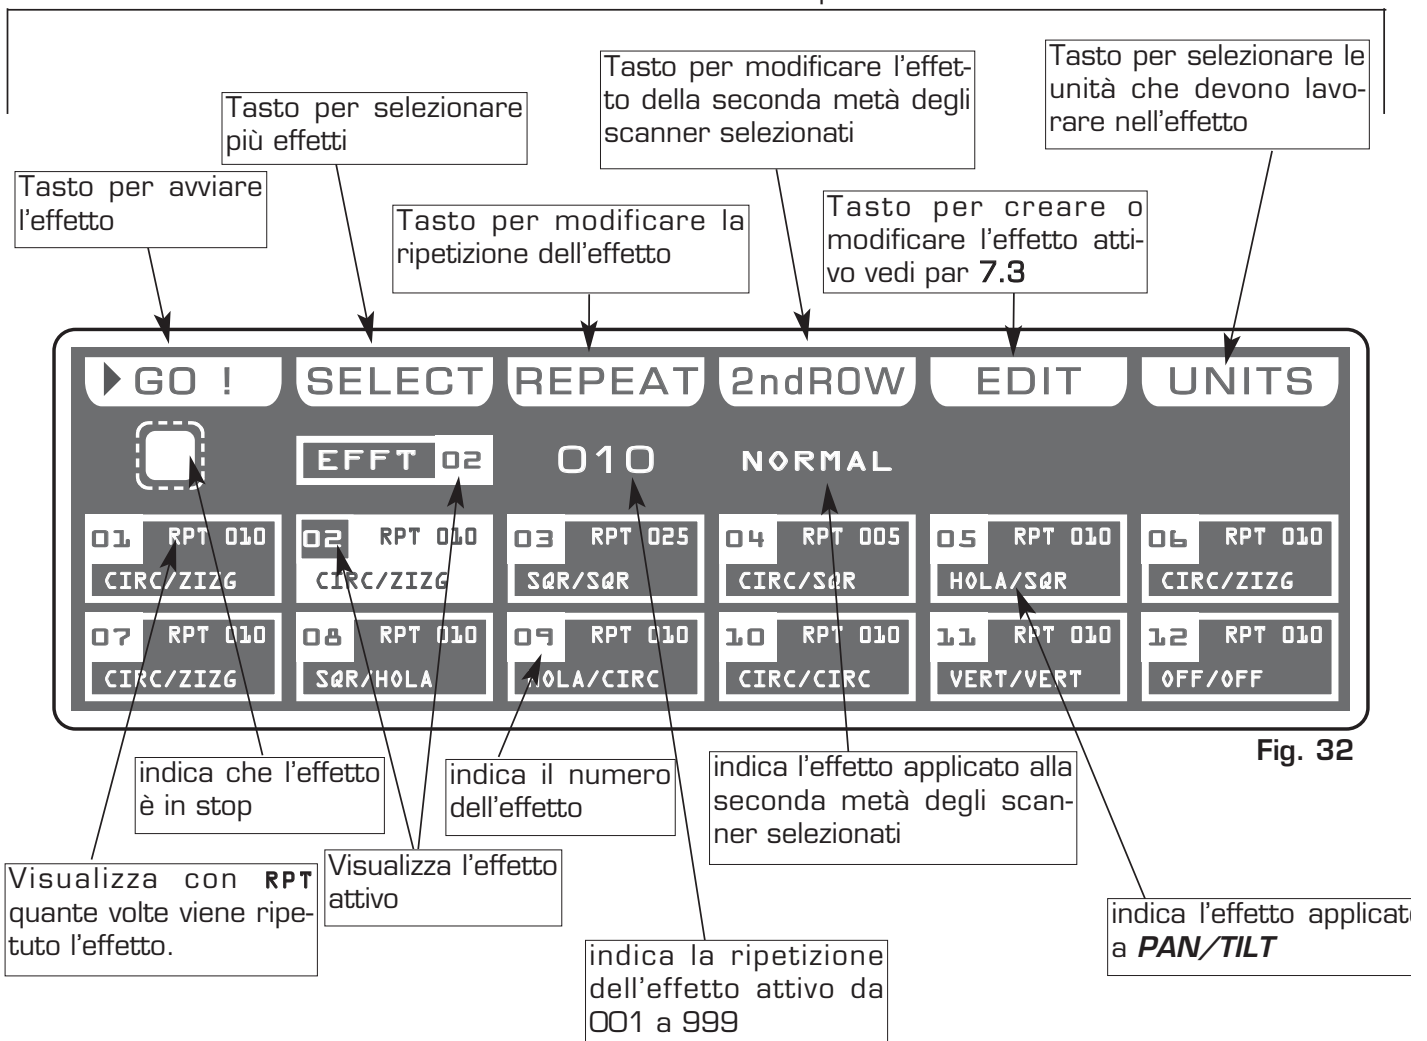 Tasto per selezionare
più effetti
Tasto per modificare l'effet-
to della seconda metà degli
scanner selezionati
Tasto per selezionare le
unità che devono lavo-
rare nell'effetto
Tasto per avviare
l'effetto
Tasto per modificare la
ripetizione dell'effetto
Tasto per creare o
modificare l'effetto atti-
vo vedi par 7.3
GO !
SELECT
REPEAT
2ndROW
EDIT
UNITS
EFFT 02
010
NORMAL
01 RPT 010
CIRC/ZIZG
02 RPT 010
CIRC/ZIZG
03 RPT 025
SQR/SQR
04 RPT 005
CIRC/SQR
05 RPT 010
HOLA/SQR
06 RPT 010
CIRC/ZIZG
07 RPT 010
CIRC/ZIZG
08 RPT 010
SQR/HOLA
09 RPT 010
HOLA/CIRC
10 RPT 010
CIRC/CIRC
11 RPT 010
VERT/VERT
12 RPT 010
OFF/OFF
Fig. 32
indica che l'effetto
è in stop
indica il numero
dell'effetto
indica l'effetto applicato alla
seconda metà degli scan-
ner selezionati
Visualizza con RPT
quante volte viene ripe-
tuto l'effetto.
Visualizza l'effetto
attivo
indica l'effetto applicato
a PAN/TILT
indica la ripetizione
dell'effetto attivo da
001 a 999